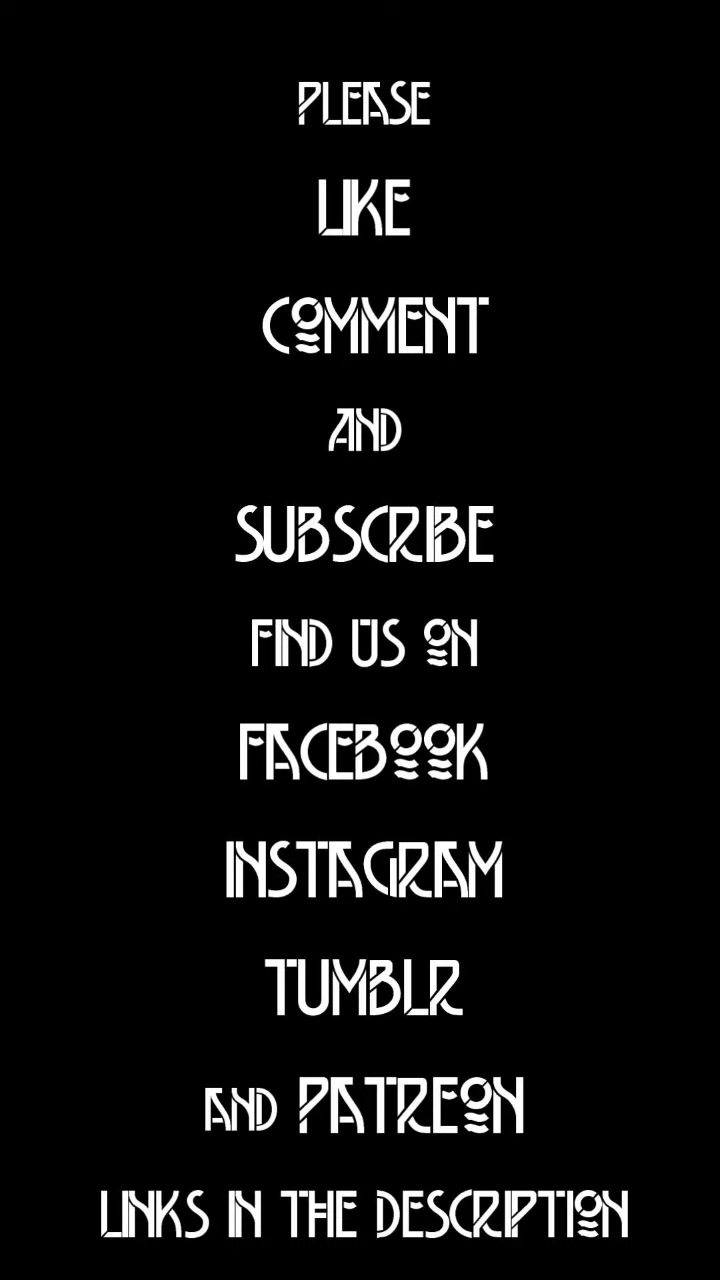 PLEASE
LIKE
COMMENT
AND
SUBSCRIBE
FIND US ON
FACEBOOK
INSTAGRAM
TUMBLR
AND PATREON
LINKS IN THE DESCRIPTION